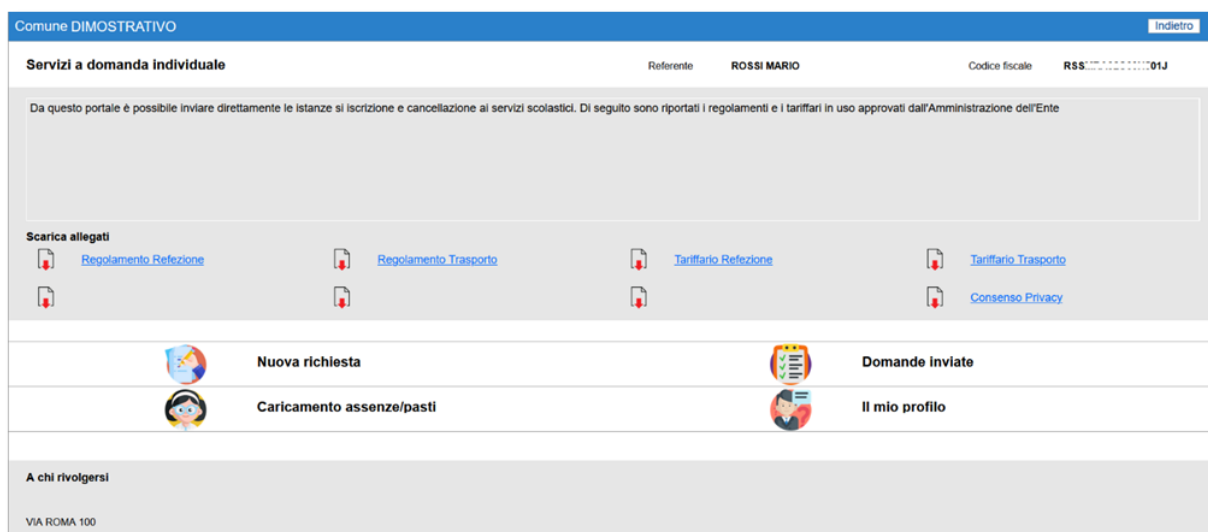 Comune DIMOSTRATIVO Indietro
Servizi a domanda individuale Referente ROSSI MARIO Codice fiscale
Da questo portale è possibile inviare direttamente le istanze si iscrizione e cancellazione ai servizi scolastici. Di seguito sono riportati i regolamenti e i tariffari in uso approvati dall'Amministrazione dell'Ente
Scarica allegati
Regolamento Refezione Regolamento Trasporto Tariffario Refezione Tariffario Trasporto
Consenso Privacy
Nuova richiesta Domande inviate
Caricamento assenze/pasti Il mio profilo
A chi rivolgersi
VIA ROMA 100